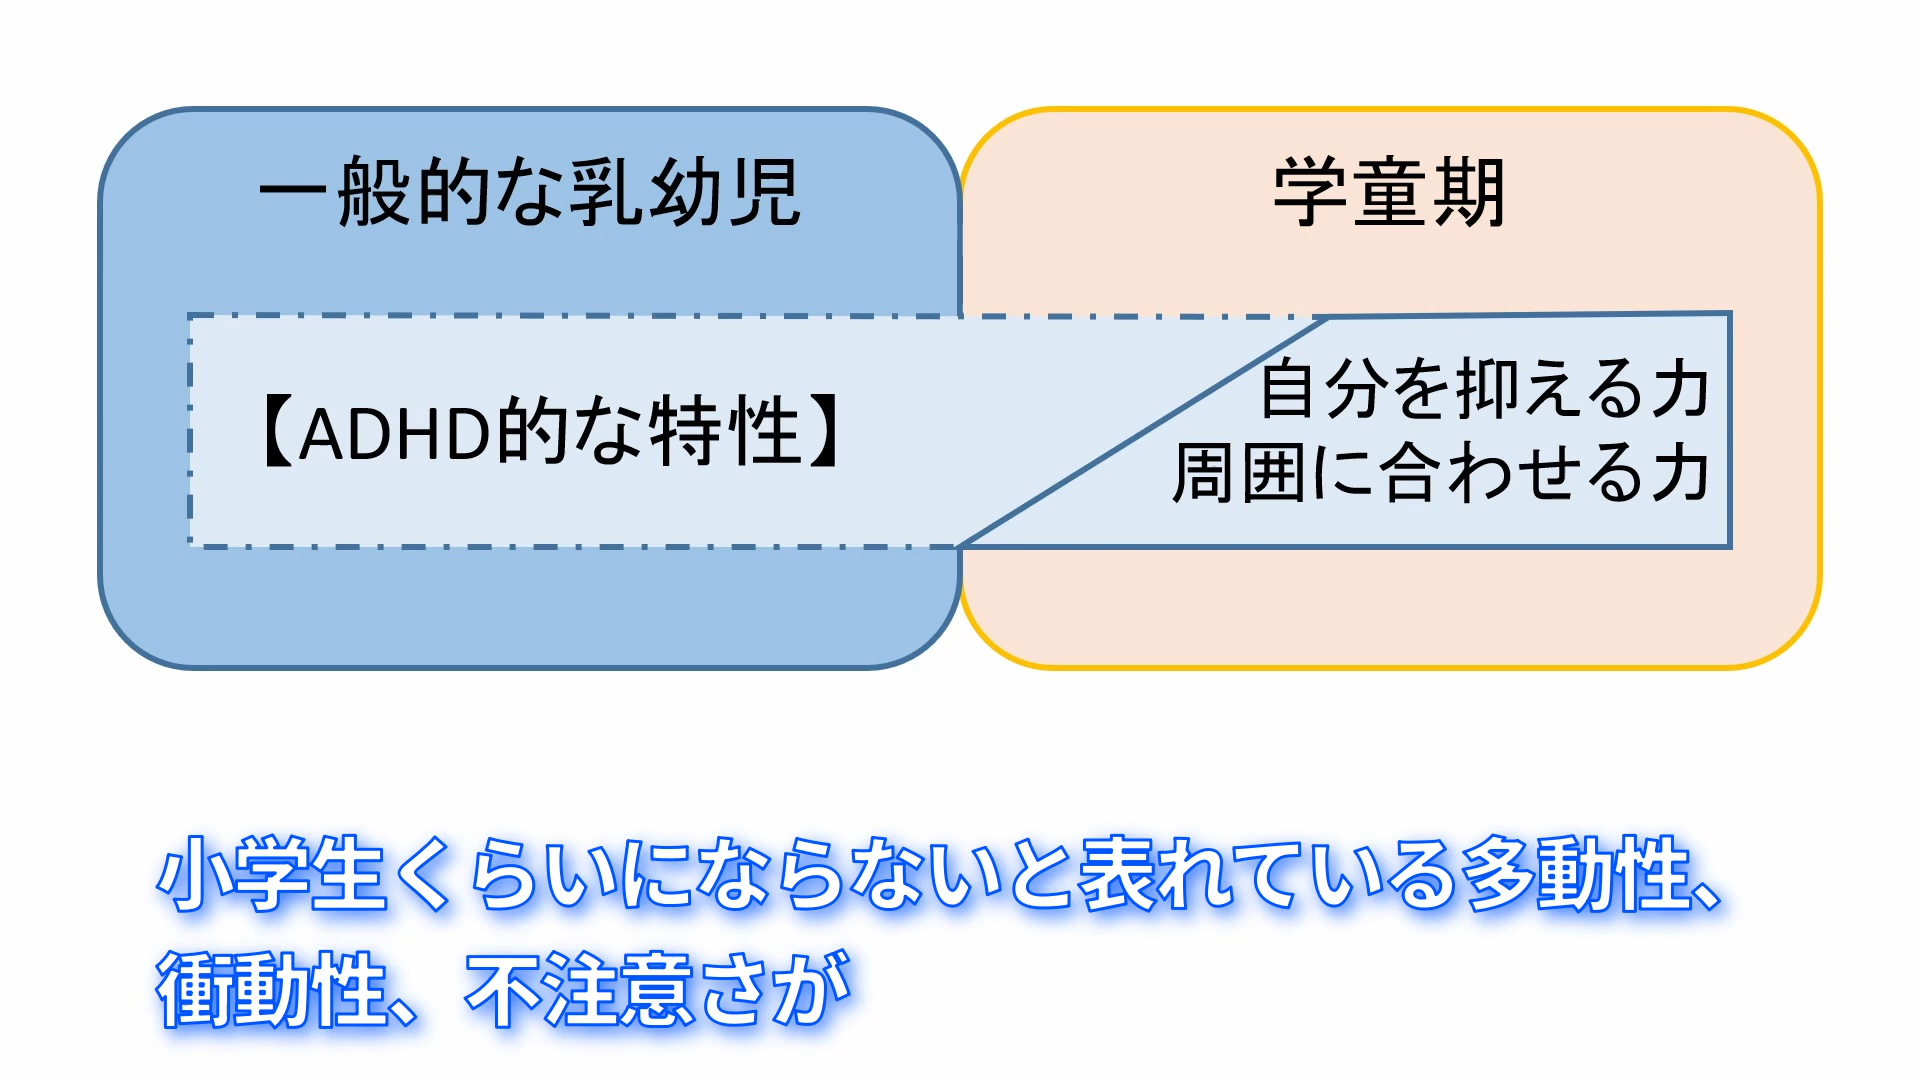 一般的な乳幼児
学童期
【ADHD的な特性】
自分を抑える力
周囲に合わせる力
小学生くらいにならないと表れている多動性、
衝動性、不注意さが